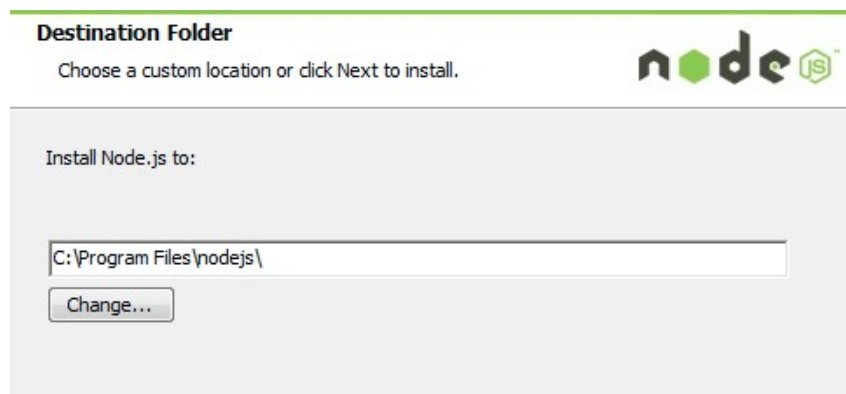 Destination Folder
Choose a custom location or click Next to install.
node JS
Install Node.js to:
C:\Program Files\nodejs\
Change...